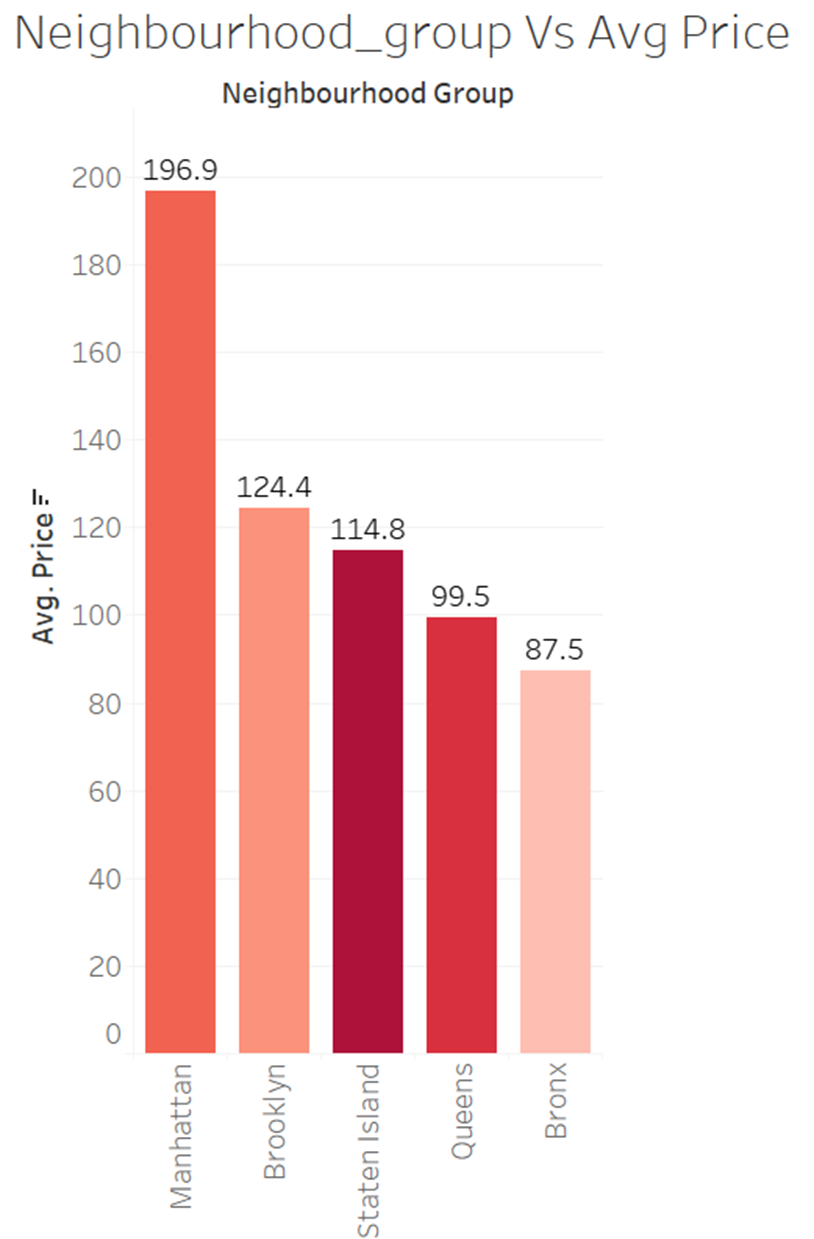 Neighbourhood_group Vs Avg Price
Neighbourhood Group
Avg. Price
200
180
160
140
120
100
80
60
40
20
0
196.9
124.4
114.8
99.5
87.5
Manhattan
Brooklyn
Staten Island
Queens
Bronx